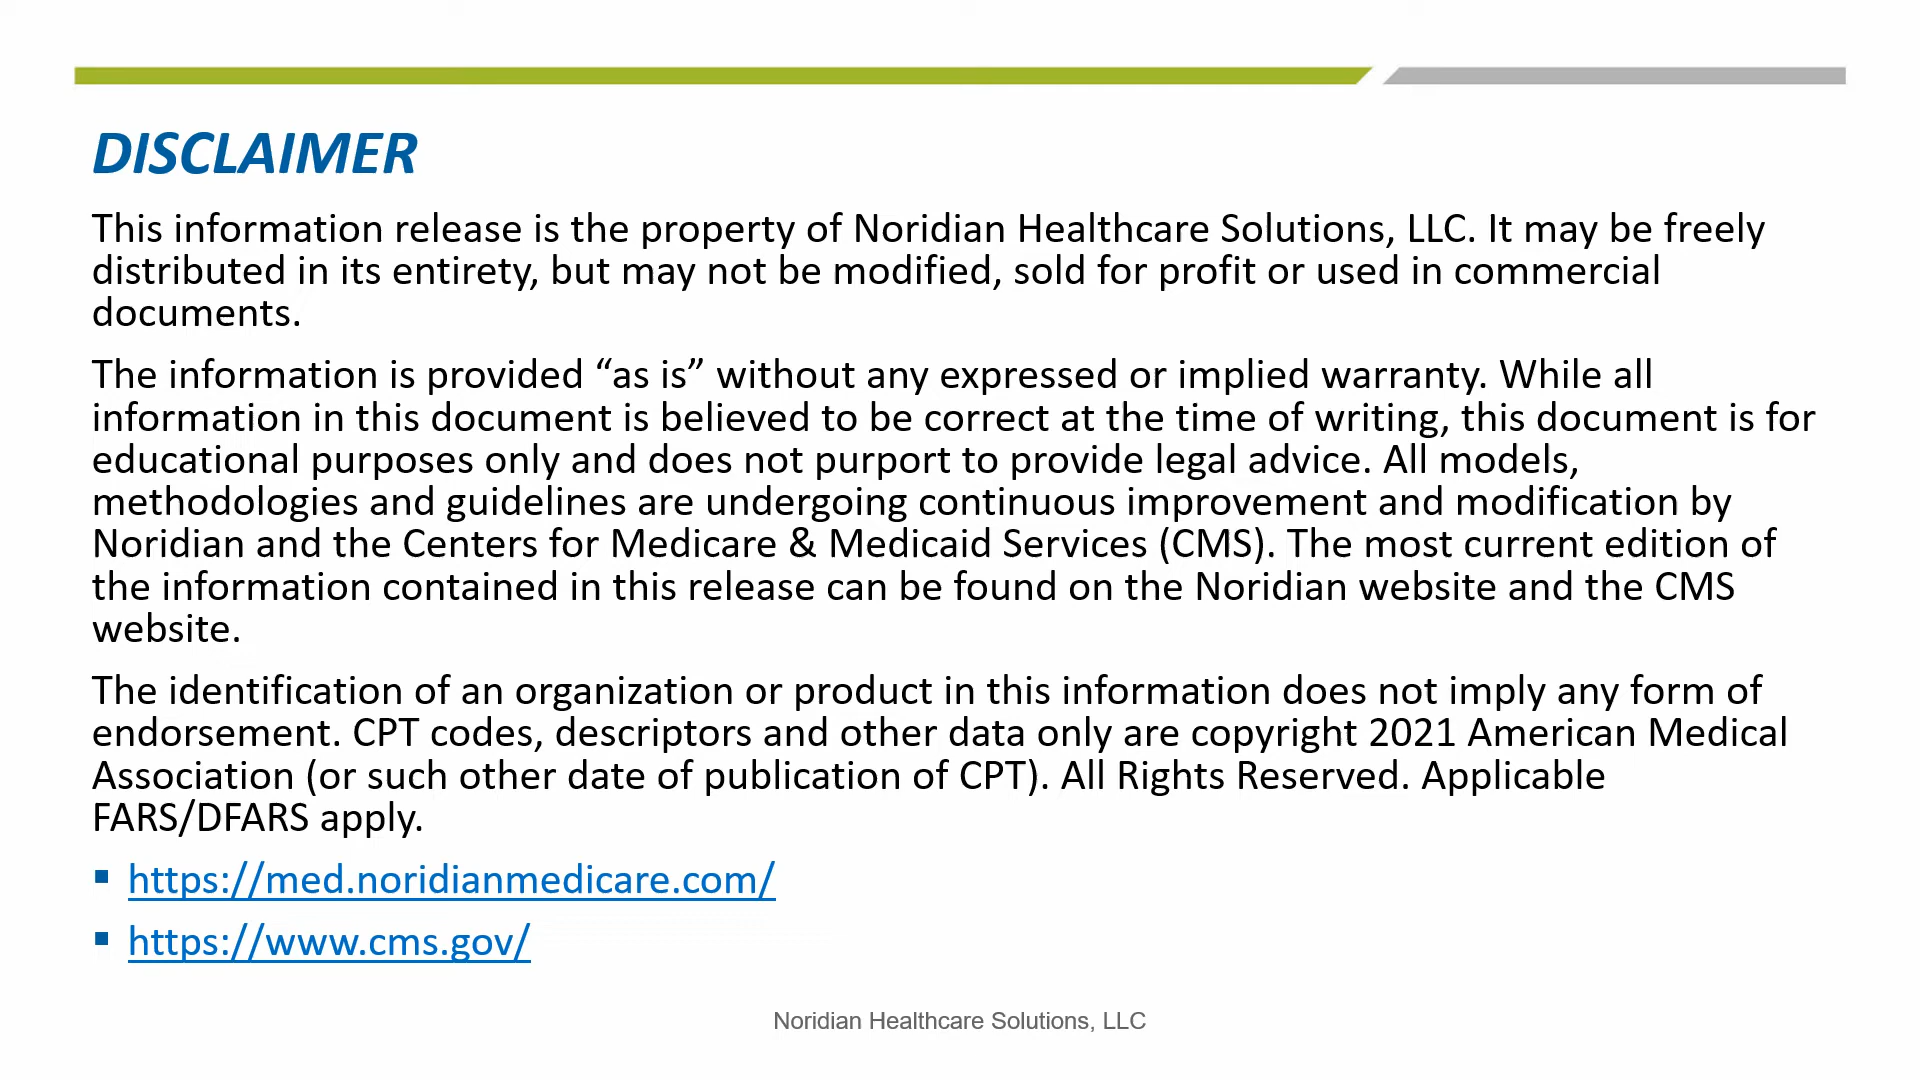 DISCLAIMER
This information release is the property of Noridian Healthcare Solutions, LLC. It may be freely
distributed in its entirety, but may not be modified, sold for profit or used in commercial
documents.
The information is provided “as is” without any expressed or implied warranty. While all
information in this document is believed to be correct at the time of writing, this document is for
educational purposes only and does not purport to provide legal advice. All models,
methodologies and guidelines are undergoing continuous improvement and modification by
Noridian and the Centers for Medicare & Medicaid Services (CMS). The most current edition of
the information contained in this release can be found on the Noridian website and the CMS
website.
The identification of an organization or product in this information does not imply any form of
endorsement. CPT codes, descriptors and other data only are copyright 2021 American Medical
Association (or such other date of publication of CPT). All Rights Reserved. Applicable
FARS/DFARS apply.
▪ https://med.noridianmedicare.com/
▪ https://www.cms.gov/
Noridian Healthcare Solutions, LLC